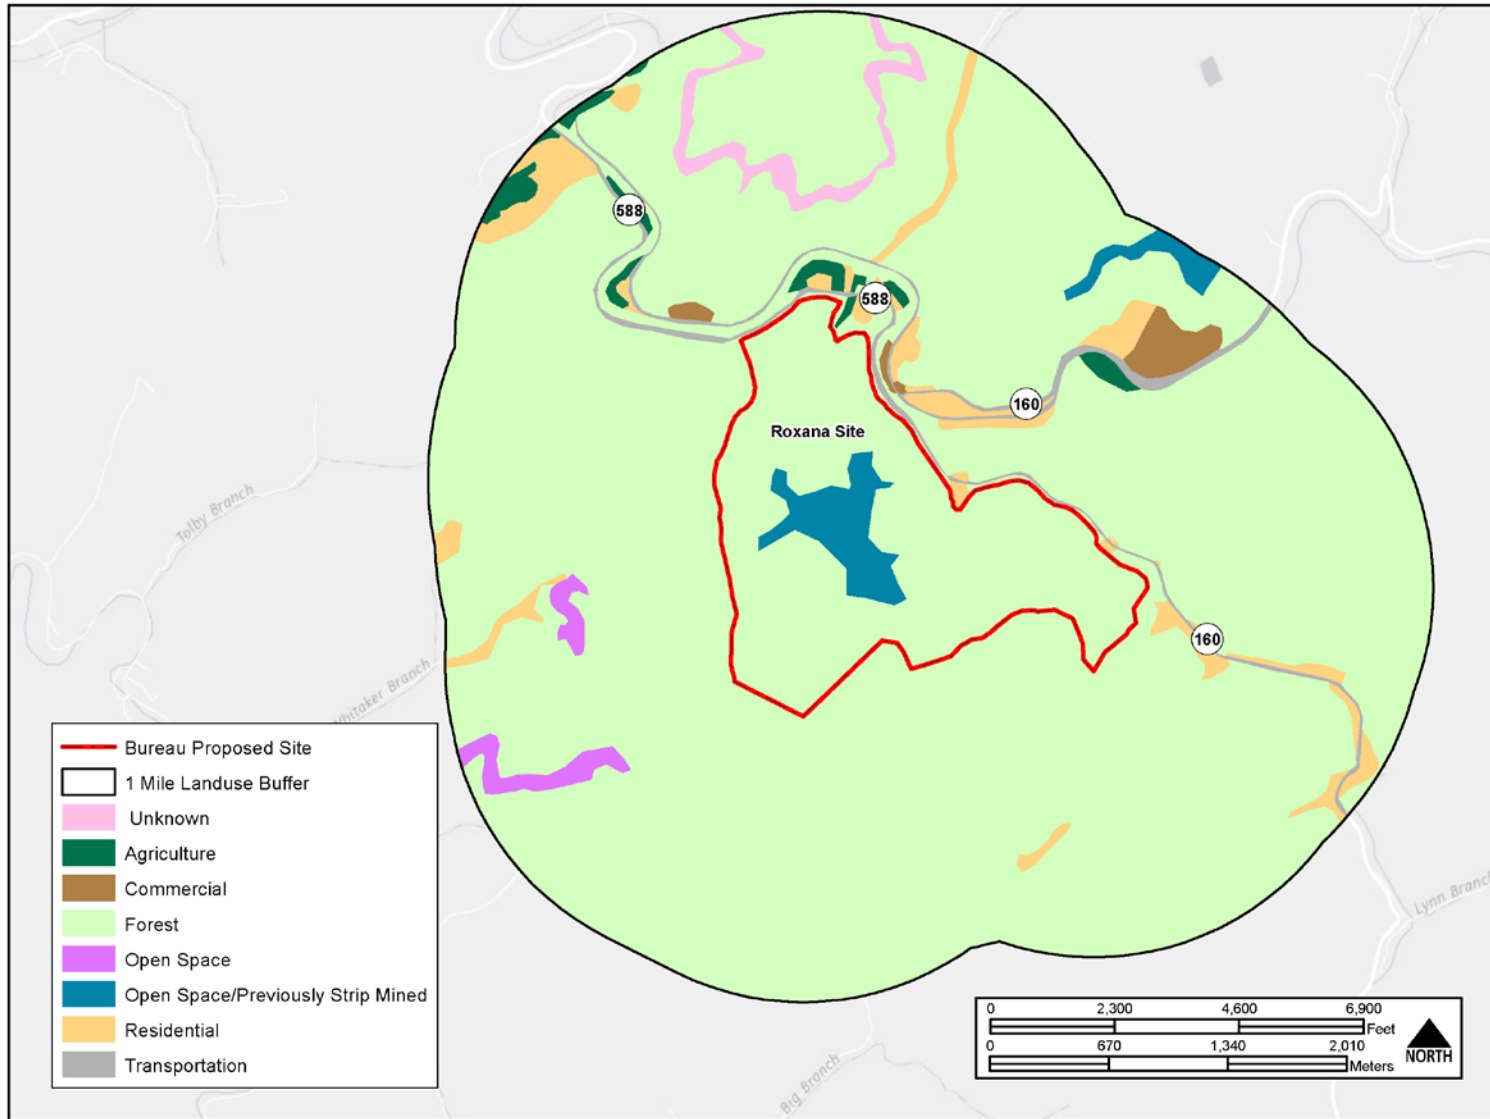 588
588
160
Roxana Site
Tolby Branch
160
Whitaker Branch
Bureau Proposed Site
1 Mile Landuse Buffer
Unknown
Agriculture
Commercial
Forest
Open Space
Open Space/Previously Strip Mined
Residential
Transportation
Lynn Branch
0 2,300 4,600 6,900
Feet
0 670 1,340 2,010
Meters
NORTH
Big Branch